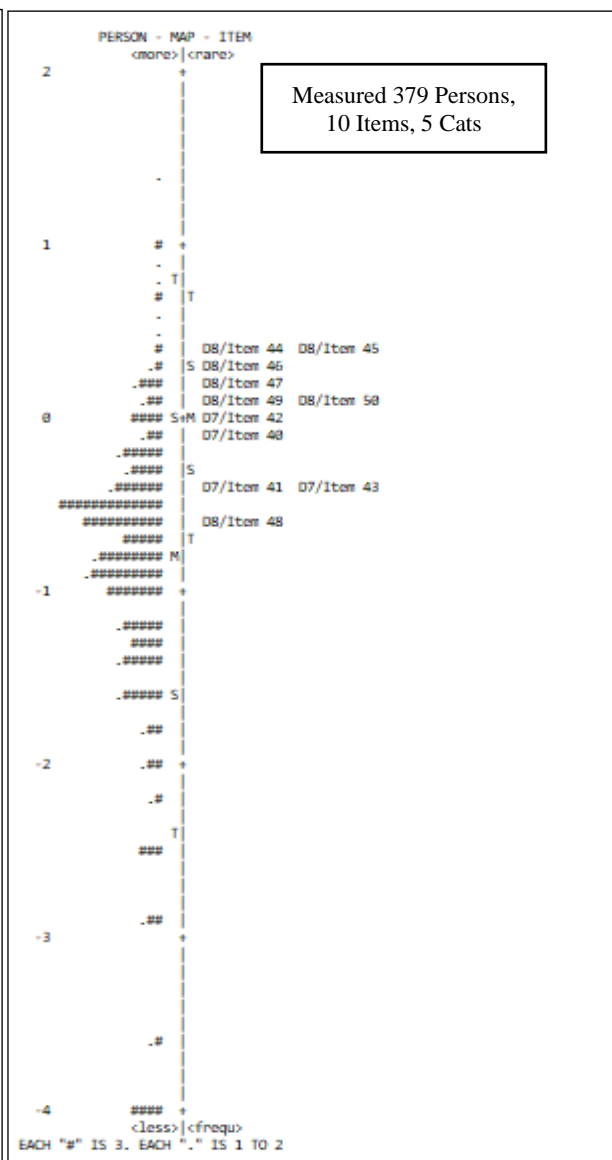 PERSON - MAP - ITEM
<more>|<rare>
Measured 379 Persons,
10 Items, 5 Cats
2 +
. |
1 # +
. |
. T|
# |T
. |
. |
# | D8/Item 44 D8/Item 45
.# |S D8/Item 46
.### | D8/Item 47
.## | D8/Item 49 D8/Item 50
0 #### S+M D7/Item 42
.## | D7/Item 40
.##### |
.#### |S
.###### | D7/Item 41 D7/Item 43
############# |
########## | D8/Item 48
##### |T
.######## M|
.######### |
-1 ####### +
.##### |
#### |
.##### |
.##### S|
.## |
-2 .## +
.# |
T|
### |
.## |
-3 +
.# |
-4 #### +
<less>|<frequ>
EACH "#" IS 3. EACH "." IS 1 TO 2